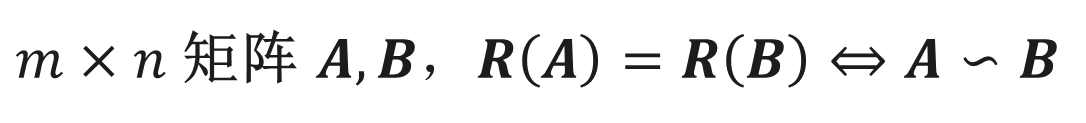 m × n 矩阵 A,B，R(A) = R(B) ⇔ A ∽ B